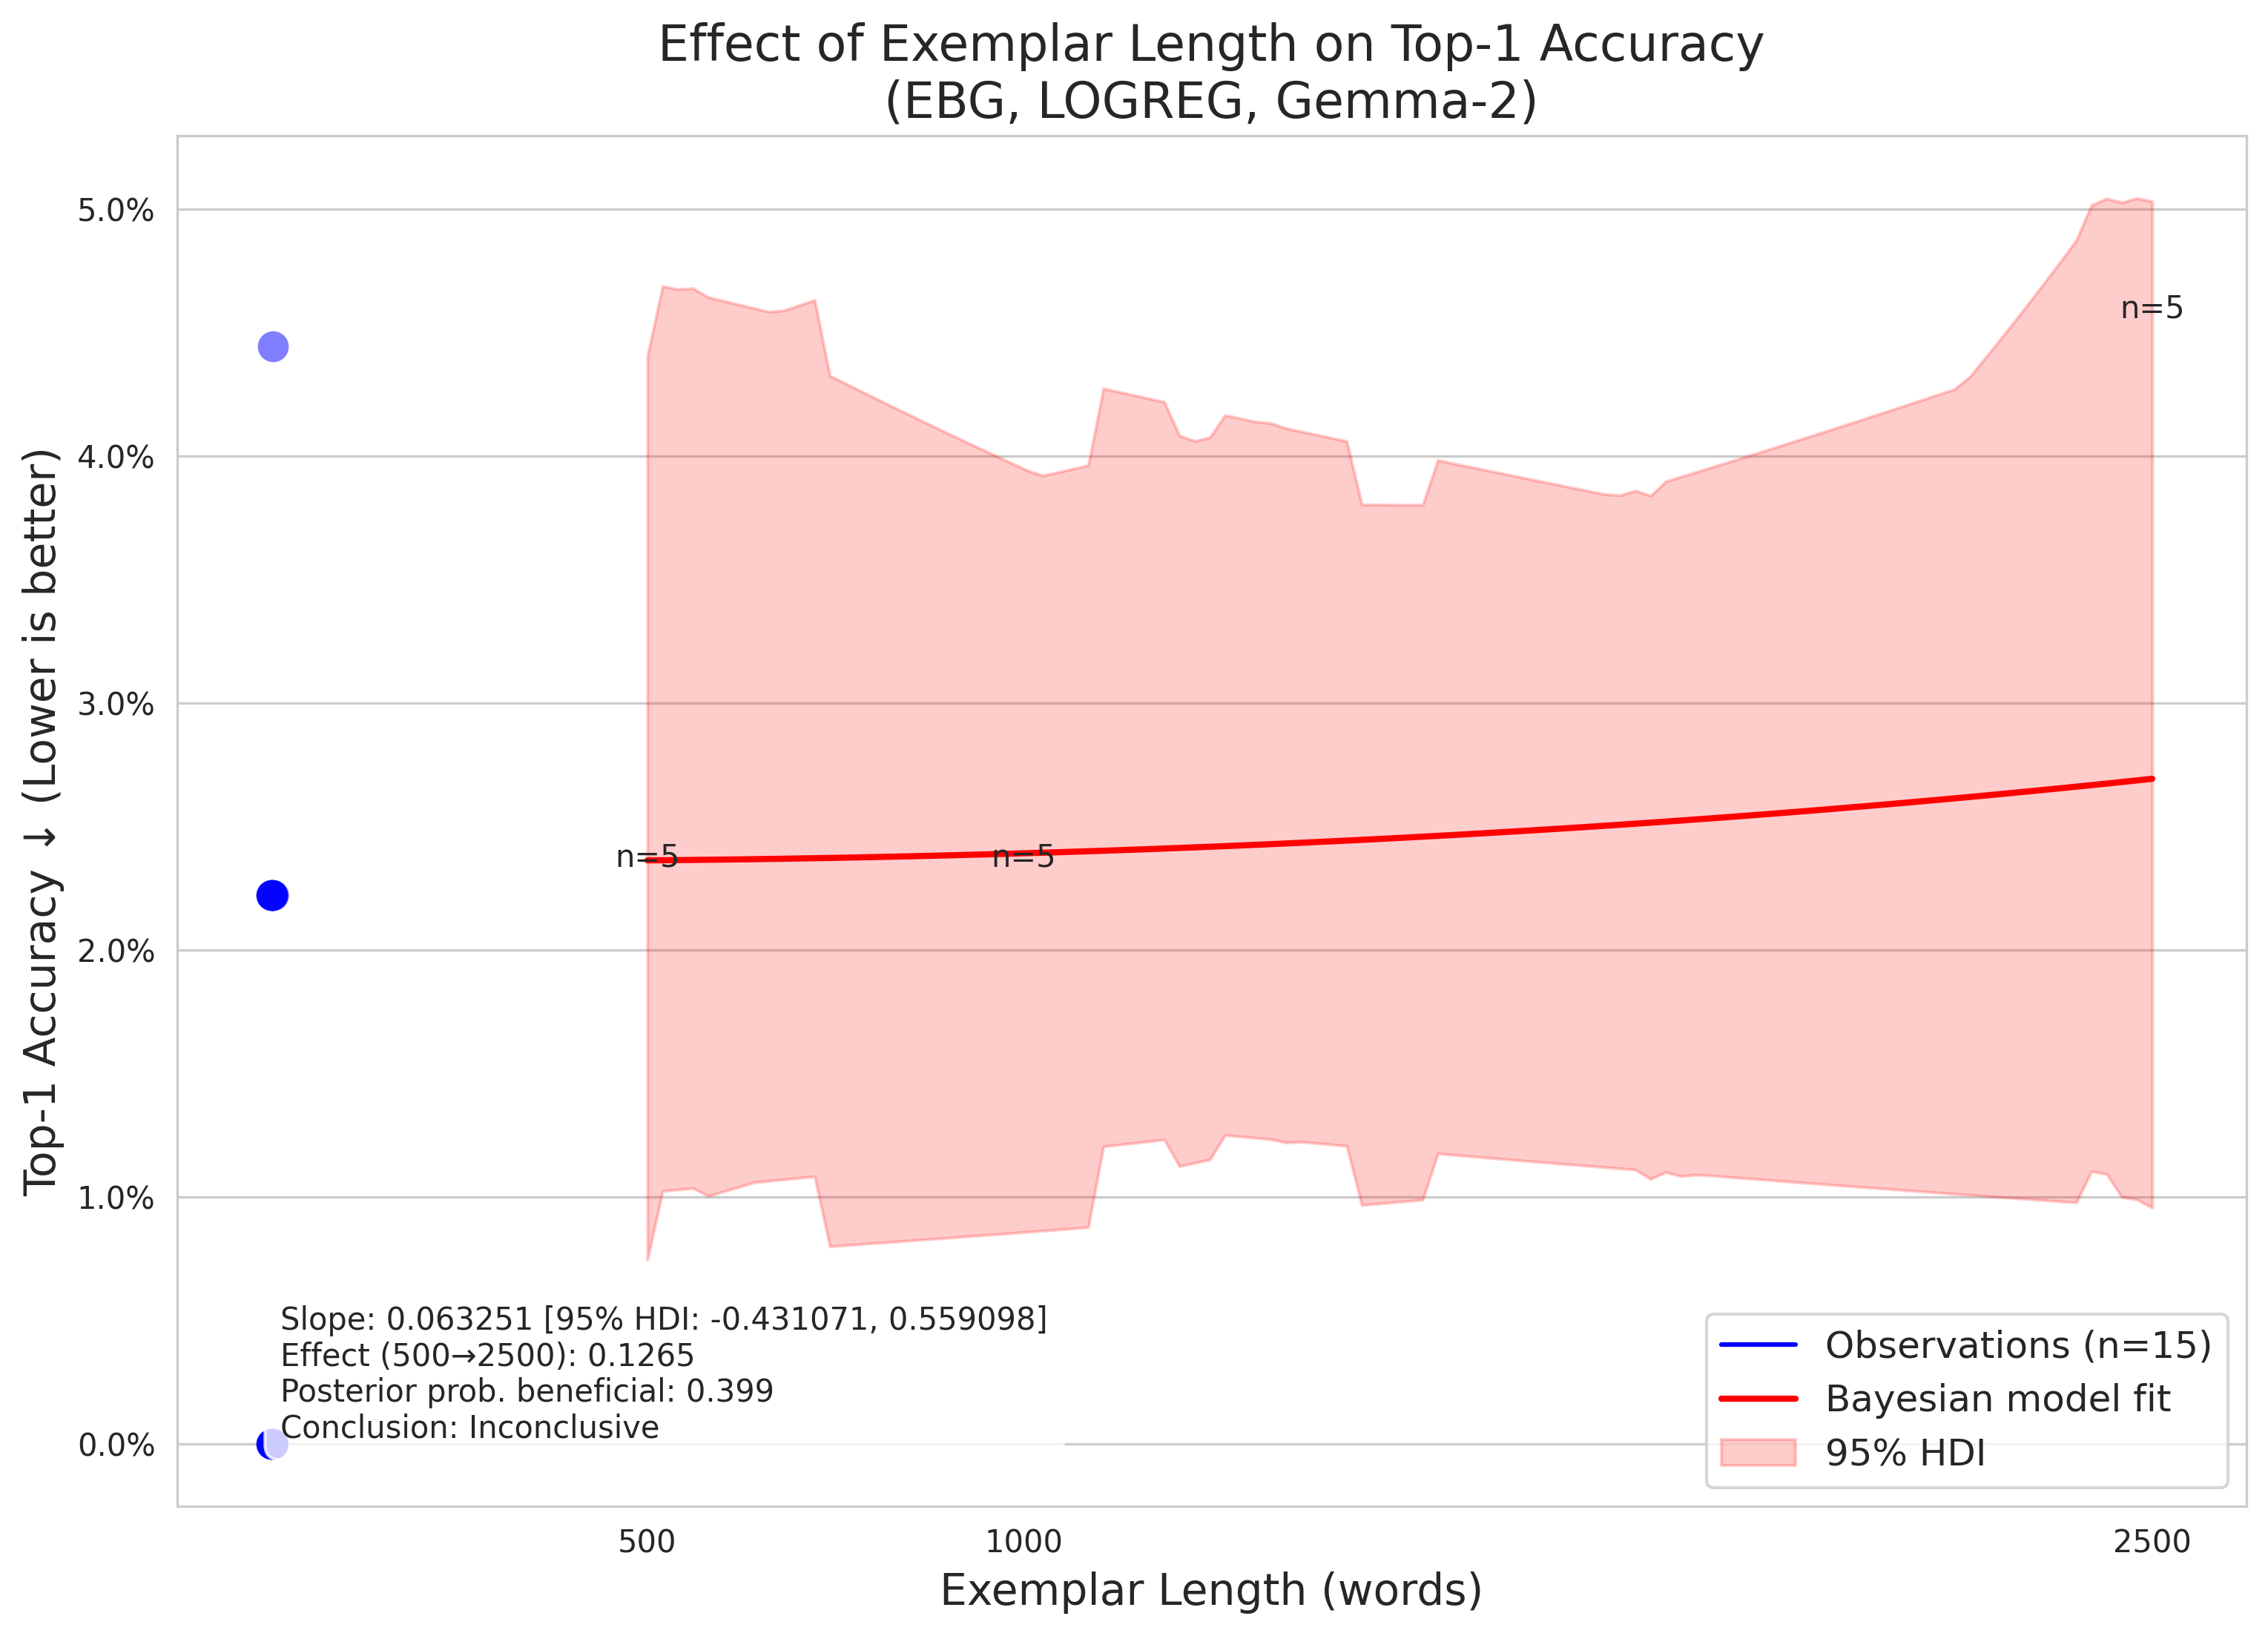 Effect of Exemplar Length on Top-1 Accuracy
(EBG, LOGREG, Gemma-2)
Top-1 Accuracy ↓ (Lower is better)
5.0%
4.0%
3.0%
2.0%
1.0%
0.0%
n=5
n=5
n=5
Slope: 0.063251 [95% HDI: -0.431071, 0.559098]
Effect (500→2500): 0.1265
Posterior prob. beneficial: 0.399
Conclusion: Inconclusive
Observations (n=15)
Bayesian model fit
95% HDI
500
1000
2500
Exemplar Length (words)